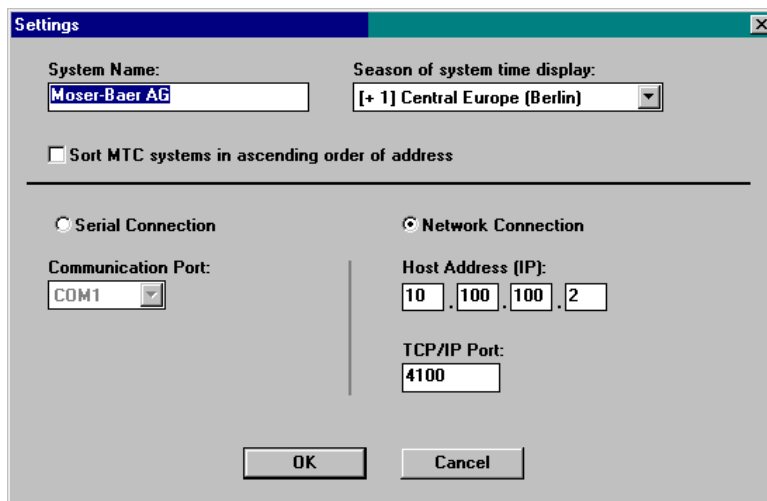 Settings
System Name:
Season of system time display:
Moser-Baer AG
[+ 1] Central Europe (Berlin)
Sort MTC systems in ascending order of address
Serial Connection
Network Connection
Communication Port:
Host Address (IP):
COM1
10 . 100 . 100 . 2
TCP/IP Port:
4100
OK
Cancel